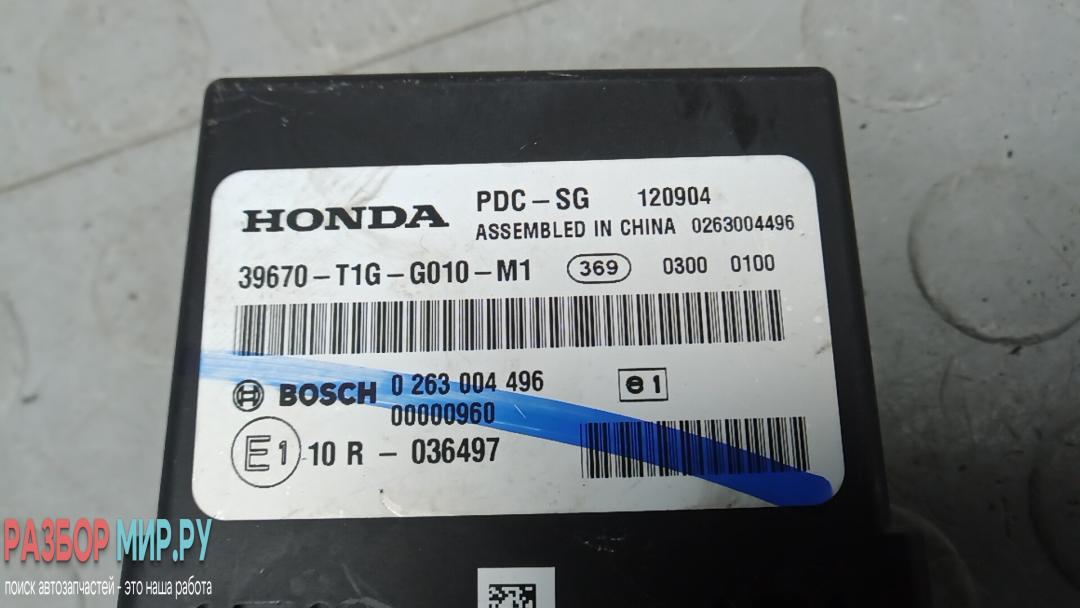 HONDA PDC-SG 120904
ASSEMBLED IN CHINA 0263004496
39670-T1G-G010-M1 369 0300 0100
BOSCH 0 263 004 496 e1
00000960
E1 10 R - 036497
РАЗБОР МИР.РУ
поиск автозапчастей - это наша работа